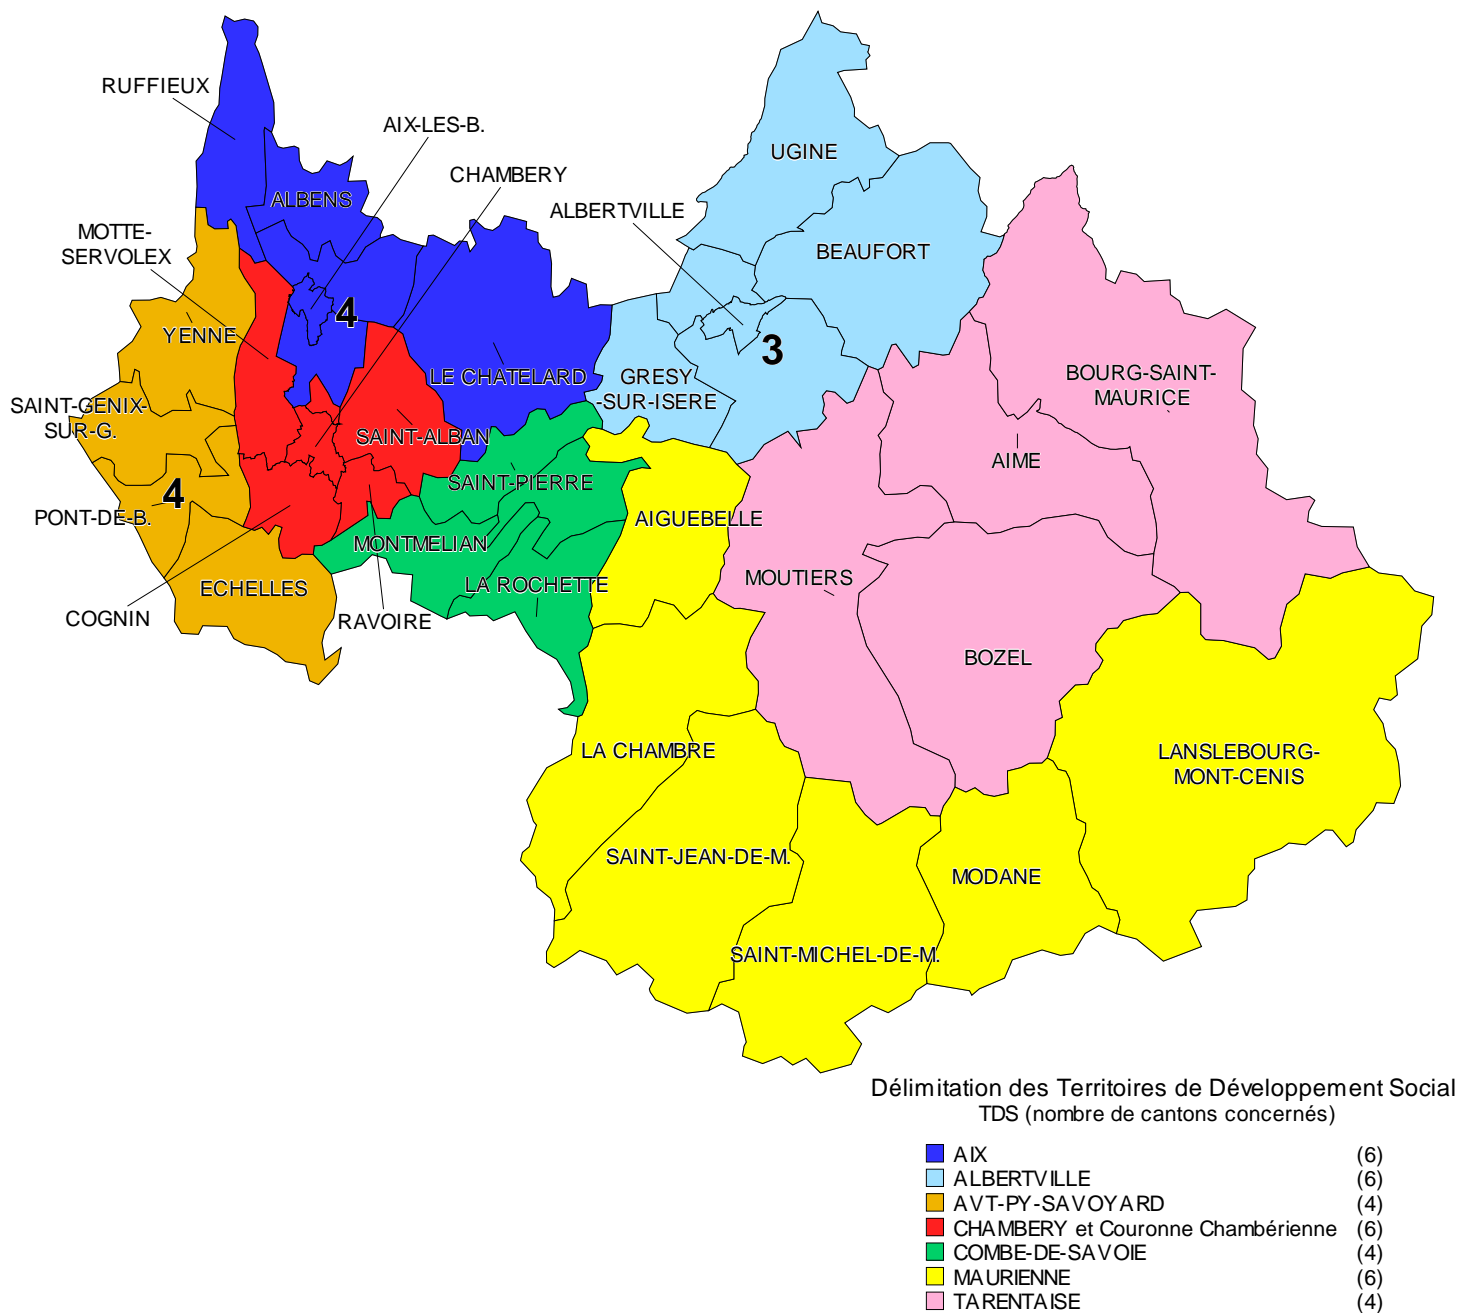 RUFFIEUX
AIX-LES-B.
CHAMBERY
UGINE
ALBENS
ALBERTVILLE
MOTTE-
SERVOLEX
BEAUFORT
4
YENNE
3
LE CHATELARD
GRESY
-SUR-ISERE
BOURG-SAINT-
MAURICE
SAINT-GENIX-
SUR-G.
SAINT-ALBAN
AIME
SAINT-PIERRE
4
PONT-DE-B.
AIGUEBELLE
MONTMELIAN
MOUTIERS
LA ROCHETTE
ECHELLES
COGNIN
RAVOIRE
BOZEL
LA CHAMBRE
LANSLEBOURG-
MONT-CENIS
SAINT-JEAN-DE-M.
MODANE
SAINT-MICHEL-DE-M.
Délimitation des Territoires de Développement Social
TDS (nombre de cantons concernés)
AIX (6)
ALBERTVILLE (6)
AVT-PY-SAVOYARD (4)
CHAMBERY et Couronne Chambérienne (6)
COMBE-DE-SAVOIE (4)
MAURIENNE (6)
TARENTAISE (4)